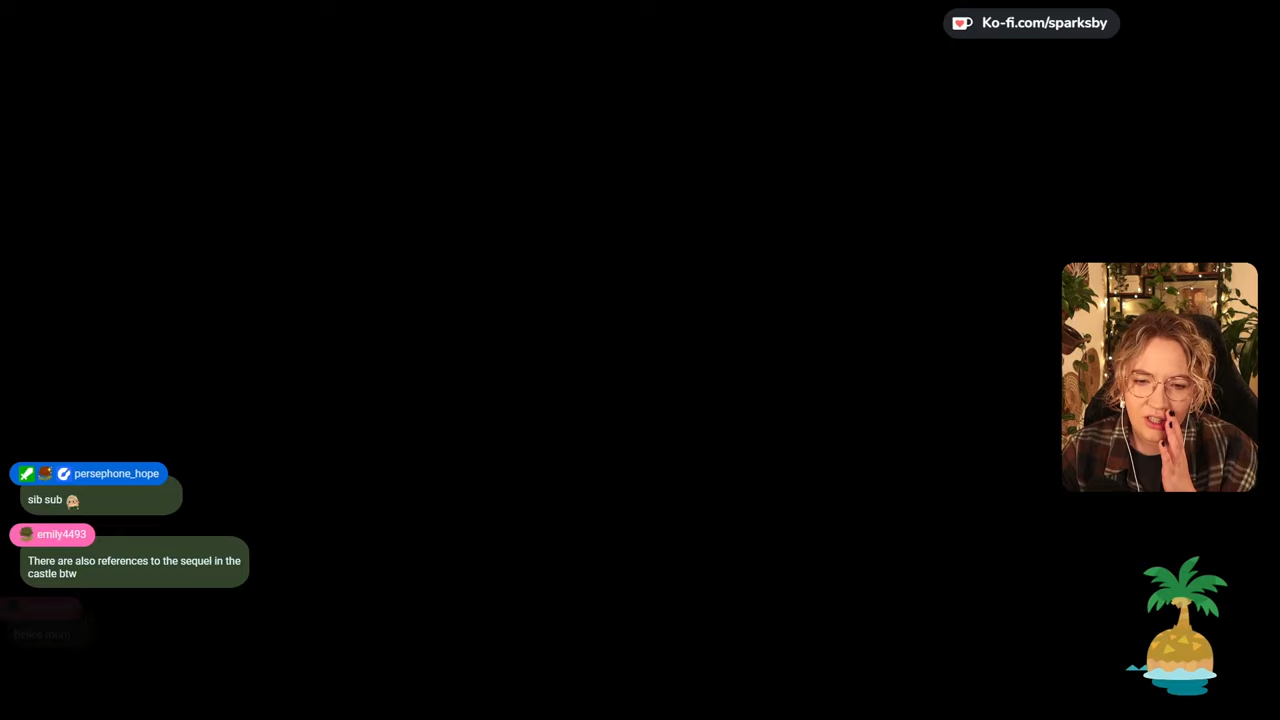 Ko-fi.com/sparksby
persephone_hope
sib sub
emily4493
There are also references to the sequel in the
castle btw